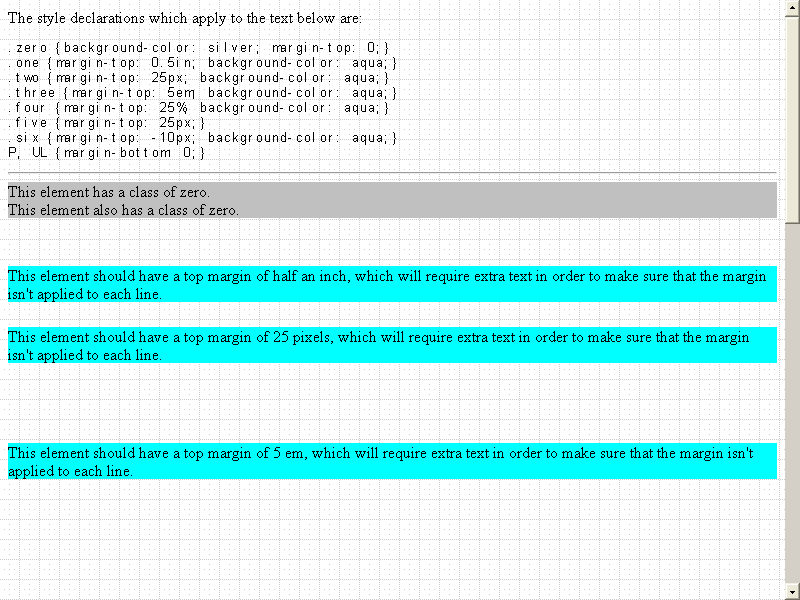 The style declarations which apply to the text below are:
.zero {background-color: silver; margin-top: 0;}
.one {margin-top: 0.5in; background-color: aqua;}
.two {margin-top: 25px; background-color: aqua;}
.three {margin-top: 5em; background-color: aqua;}
.four {margin-top: 25%; background-color: aqua;}
.five {margin-top: 25px;}
.six {margin-top: -10px; background-color: aqua;}
P, UL {margin-bottom: 0;}
This element has a class of zero.
This element also has a class of zero.
This element should have a top margin of half an inch, which will require extra text in order to make sure that the margin
isn't applied to each line.
This element should have a top margin of 25 pixels, which will require extra text in order to make sure that the margin
isn't applied to each line.
This element should have a top margin of 5 em, which will require extra text in order to make sure that the margin isn't
applied to each line.